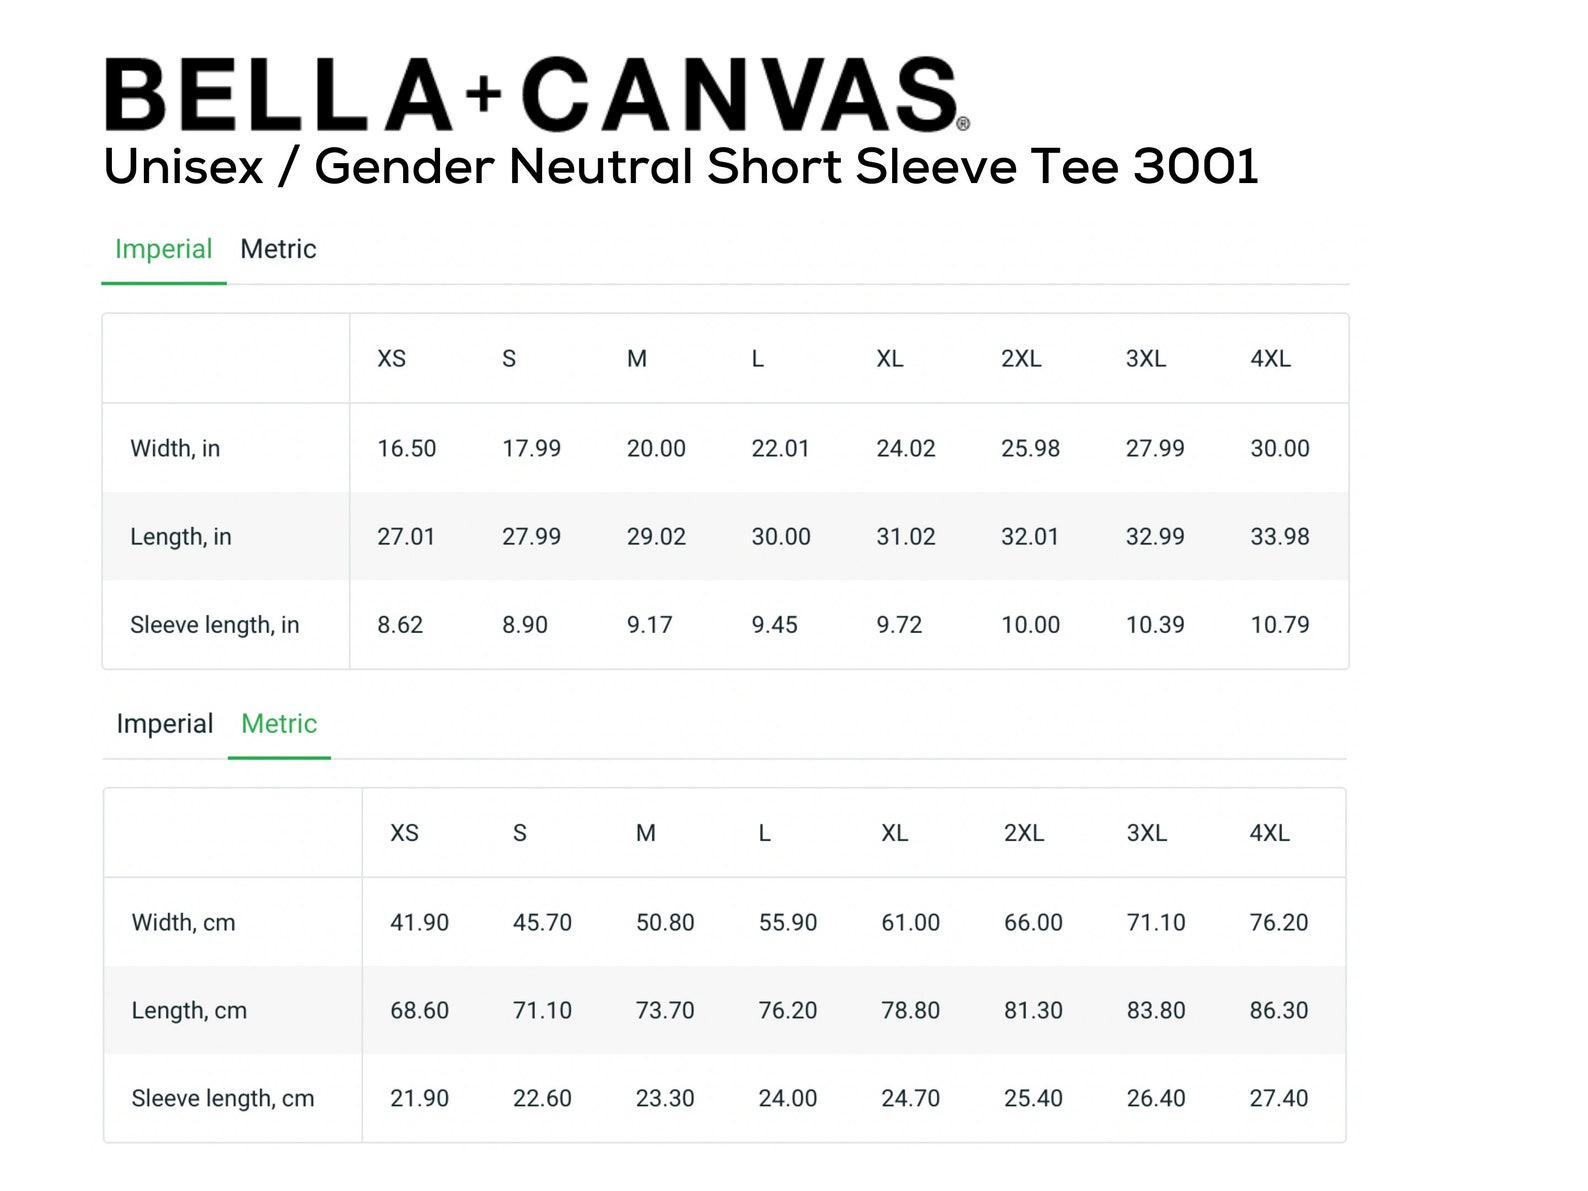 BELLA+CANVAS®
Unisex / Gender Neutral Short Sleeve Tee 3001
Imperial Metric
XS S M L XL 2XL 3XL 4XL
Width, in 16.50 17.99 20.00 22.01 24.02 25.98 27.99 30.00
Length, in 27.01 27.99 29.02 30.00 31.02 32.01 32.99 33.98
Sleeve length, in 8.62 8.90 9.17 9.45 9.72 10.00 10.39 10.79
Imperial Metric
XS S M L XL 2XL 3XL 4XL
Width, cm 41.90 45.70 50.80 55.90 61.00 66.00 71.10 76.20
Length, cm 68.60 71.10 73.70 76.20 78.80 81.30 83.80 86.30
Sleeve length, cm 21.90 22.60 23.30 24.00 24.70 25.40 26.40 27.40